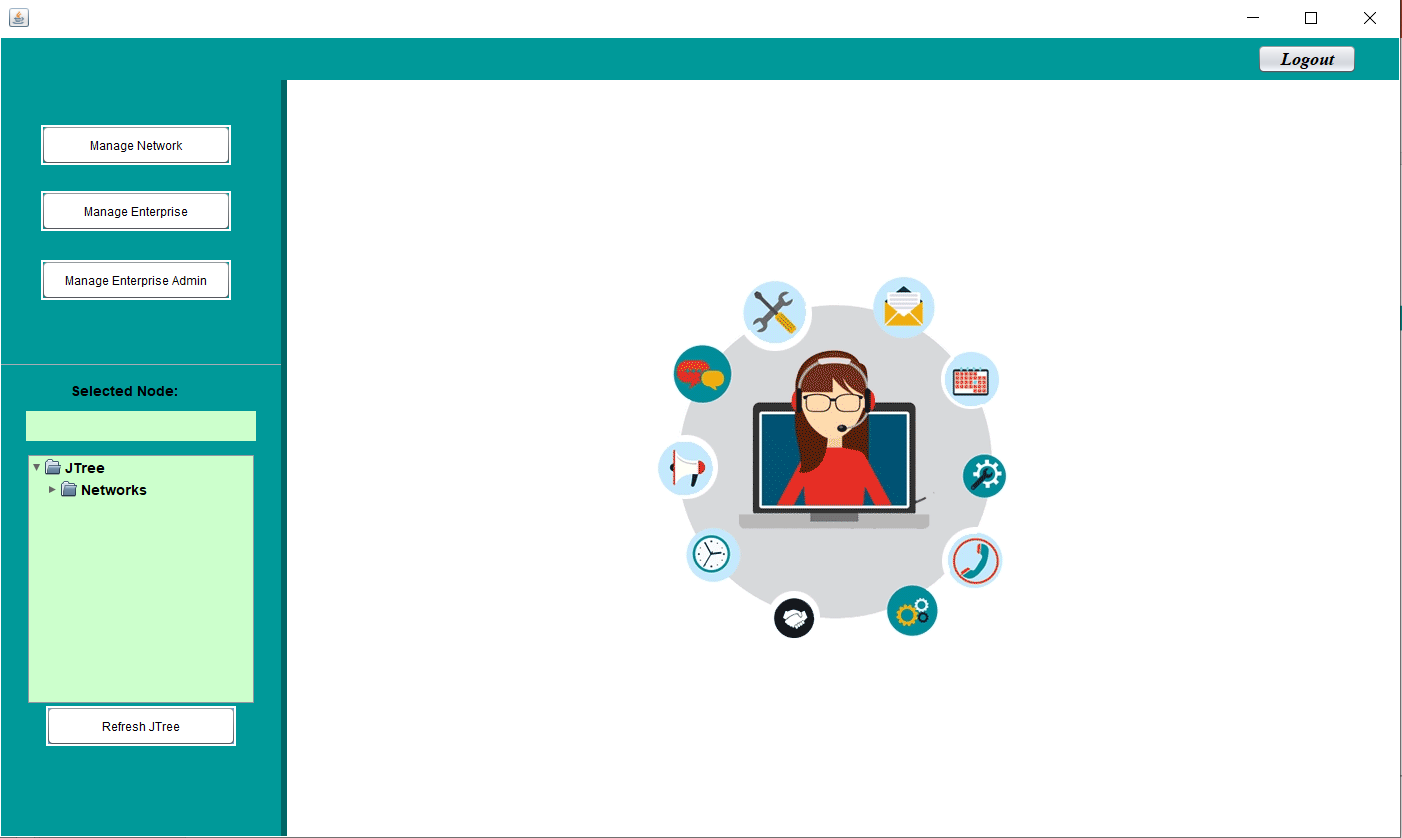 Logout
Manage Network
Manage Enterprise
Manage Enterprise Admin
Selected Node:
JTree
Networks
Refresh JTree